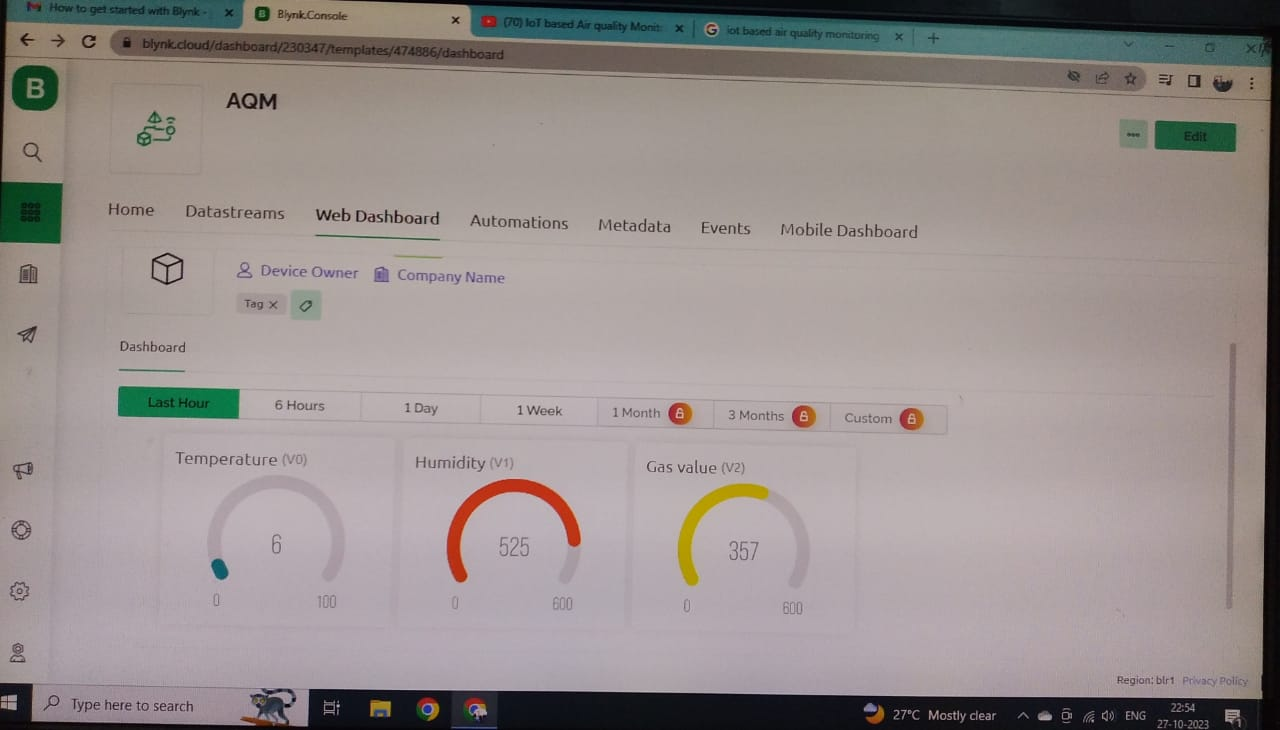 How to get started with Blynk -
Blynk.Console
(70) IoT based Air quality Monit
iot based air quality monitoring
blynk.cloud/dashboard/230347/templates/474886/dashboard
B
AQM
Edit
Home Datastreams Web Dashboard Automations Metadata Events Mobile Dashboard
Device Owner Company Name
Tag
Dashboard
Last Hour 6 Hours 1 Day 1 Week 1 Month 3 Months Custom
Temperature (V0)
6
0 100
Humidity (V1)
525
0 600
Gas value (V2)
357
0 600
Region: blr1 Privacy Policy
Type here to search
27°C Mostly clear
ENG
22:54
27-10-2023
1